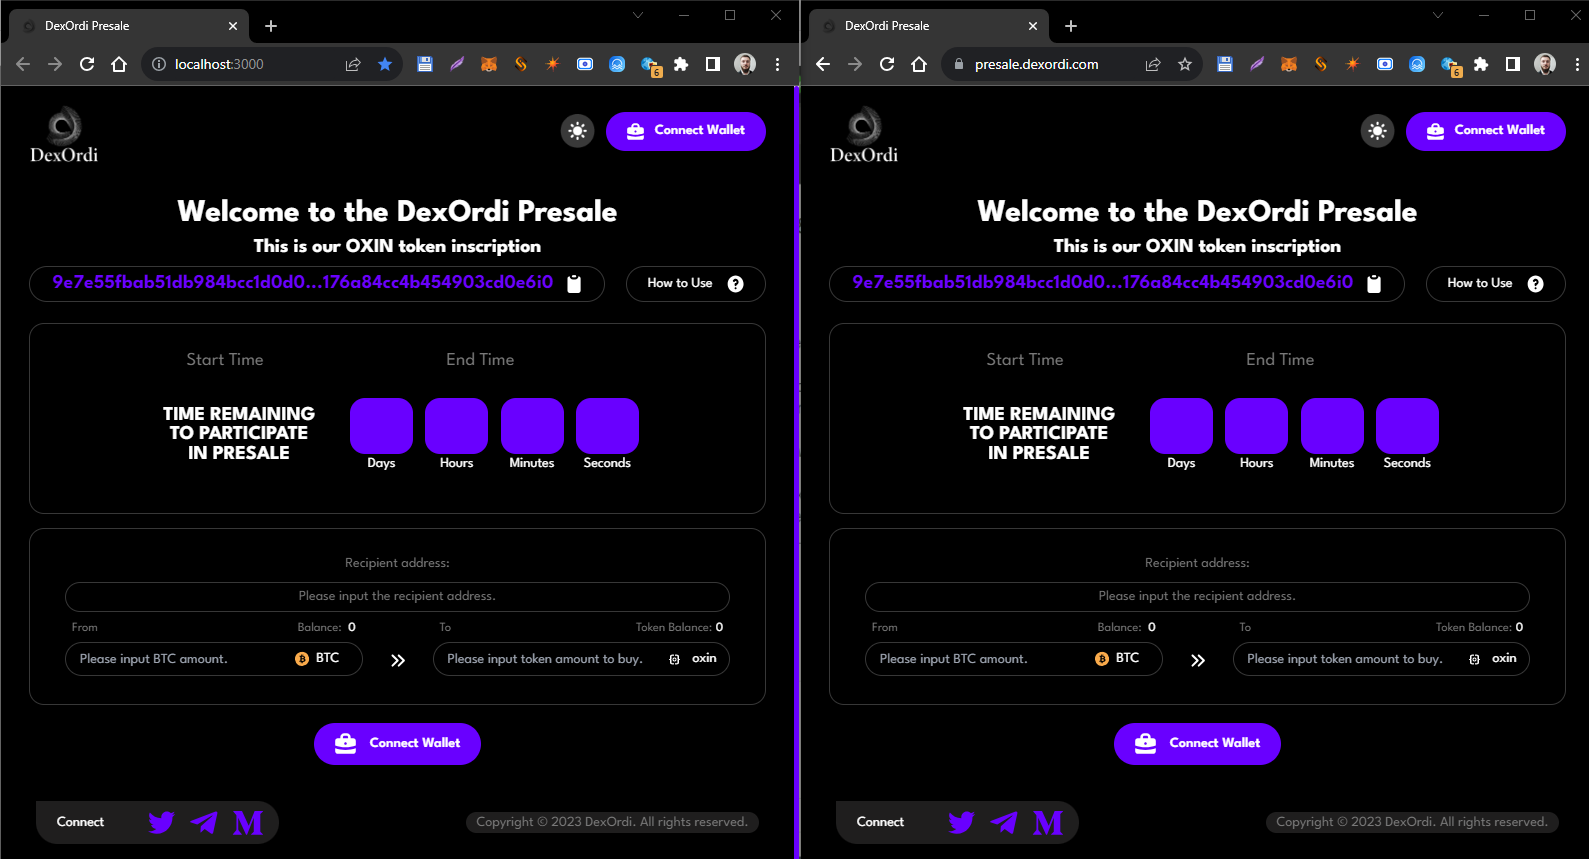 DexOrdi Presale
localhost:3000
6
DexOrdi
Connect Wallet
Welcome to the DexOrdi Presale
This is our OXIN token inscription
9e7e55fbab51db984bcc1d0d0...176a84cc4b454903cd0e6i0
How to Use
Start Time
End Time
TIME REMAINING
TO PARTICIPATE
IN PRESALE
Days
Hours
Minutes
Seconds
Recipient address:
Please input the recipient address.
From
Balance: 0
To
Token Balance: 0
Please input BTC amount.
BTC
Please input token amount to buy.
oxin
Connect Wallet
Connect
Copyright © 2023 DexOrdi. All rights reserved.
DexOrdi Presale
presale.dexordi.com
6
DexOrdi
Connect Wallet
Welcome to the DexOrdi Presale
This is our OXIN token inscription
9e7e55fbab51db984bcc1d0d0...176a84cc4b454903cd0e6i0
How to Use
Start Time
End Time
TIME REMAINING
TO PARTICIPATE
IN PRESALE
Days
Hours
Minutes
Seconds
Recipient address:
Please input the recipient address.
From
Balance: 0
To
Token Balance: 0
Please input BTC amount.
BTC
Please input token amount to buy.
oxin
Connect Wallet
Connect
Copyright © 2023 DexOrdi. All rights reserved.